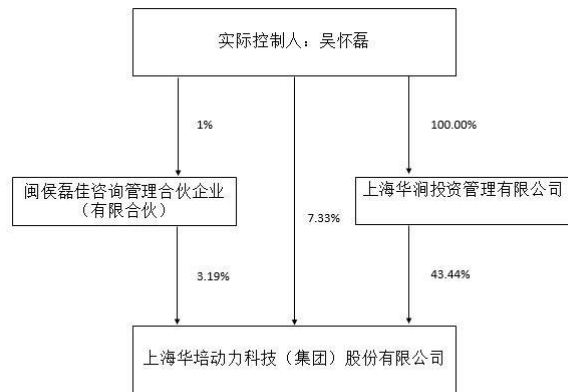 实际控制人：吴怀磊
1%
100.00%
闽侯磊佳咨询管理合伙企业
（有限合伙）
上海华涧投资管理有限公司
7.33%
3.19%
43.44%
上海华培动力科技（集团）股份有限公司